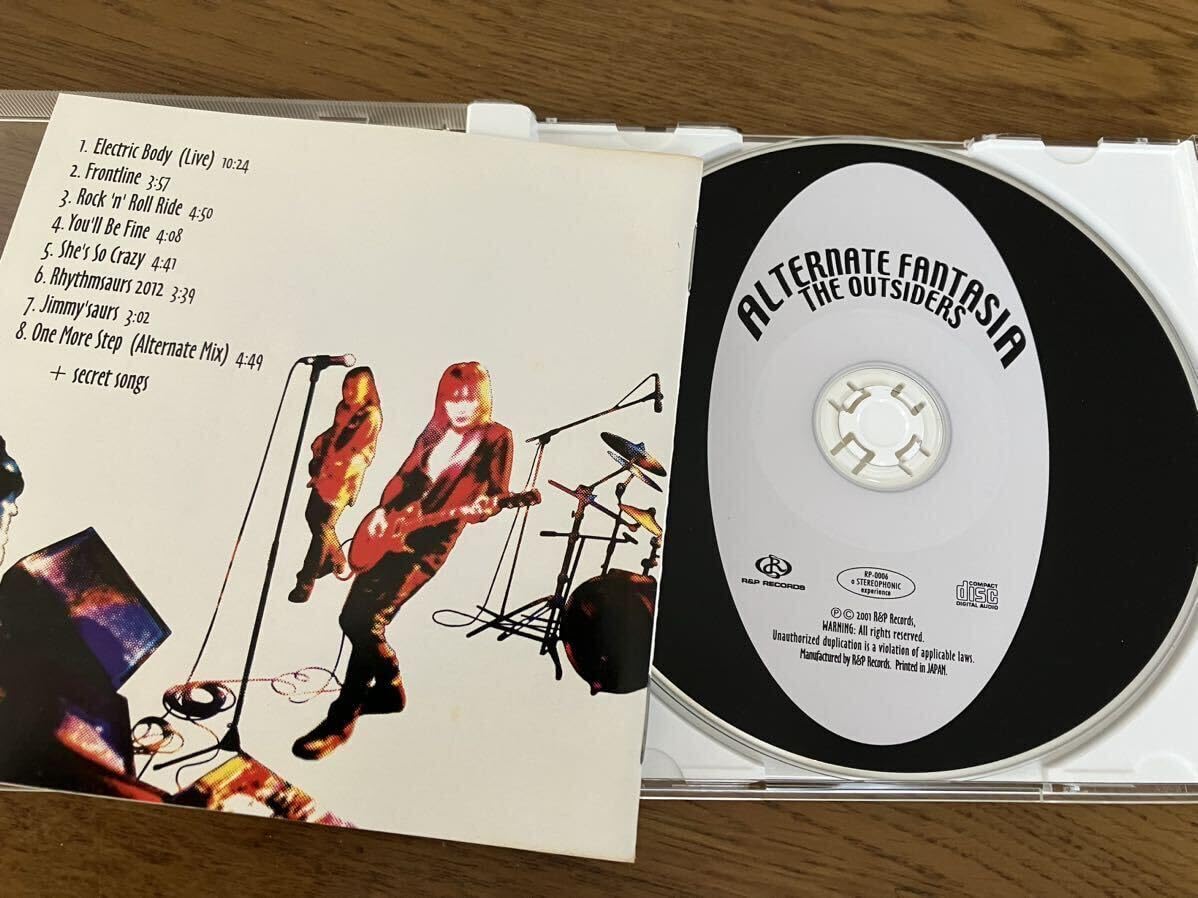 1. Electric Body (Live) 10:24
2. Frontline 3:57
3. Rock 'n' Roll Ride 4:50
4. You'll Be Fine 4:08
5. She's So Crazy 4:41
6. Rhythmsaurs 2012 3:39
7. Jimmy'saurs 3:02
8. One More Step (Alternate Mix) 4:49
+ secret songs
ALTERNATE FANTASIA
THE OUTSIDERS
R&P RECORDS
RP-0006
a STEREOPHONIC
experience
COMPACT
disc
DIGITAL AUDIO
℗ © 2001 R&P Records,
WARNING: All rights reserved.
Unauthorized duplication is a violation of applicable laws.
Manufactured by R&P Records. Printed in JAPAN.